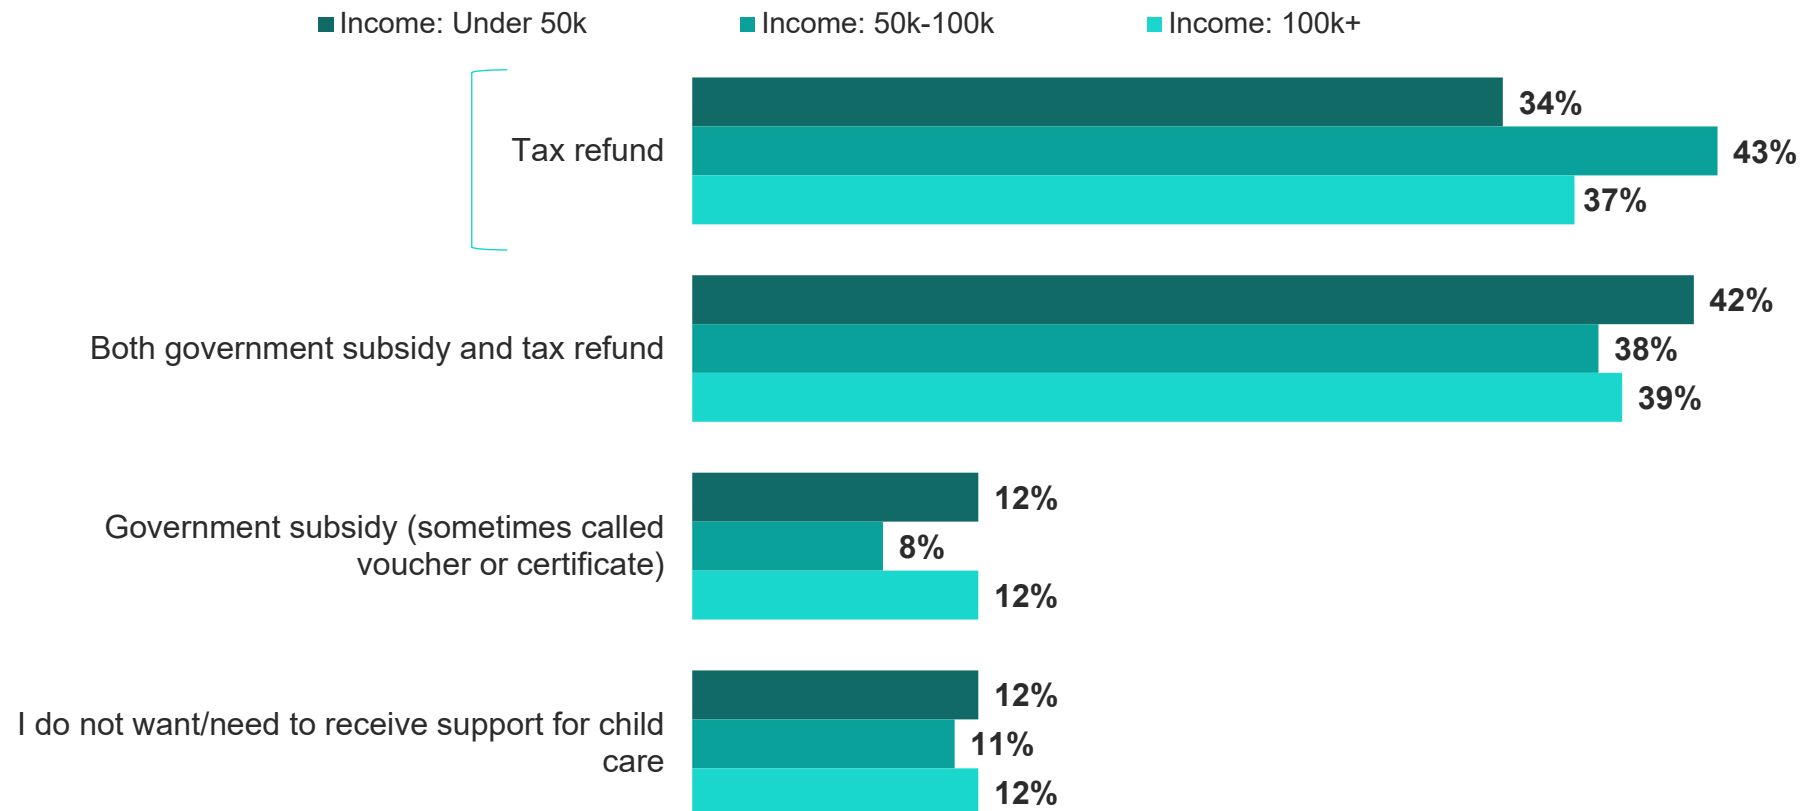 Income: Under 50k
Income: 50k-100k
Income: 100k+
Tax refund
34%
43%
37%
Both government subsidy and tax refund
42%
38%
39%
Government subsidy (sometimes called
voucher or certificate)
12%
8%
12%
I do not want/need to receive support for child
care
12%
11%
12%